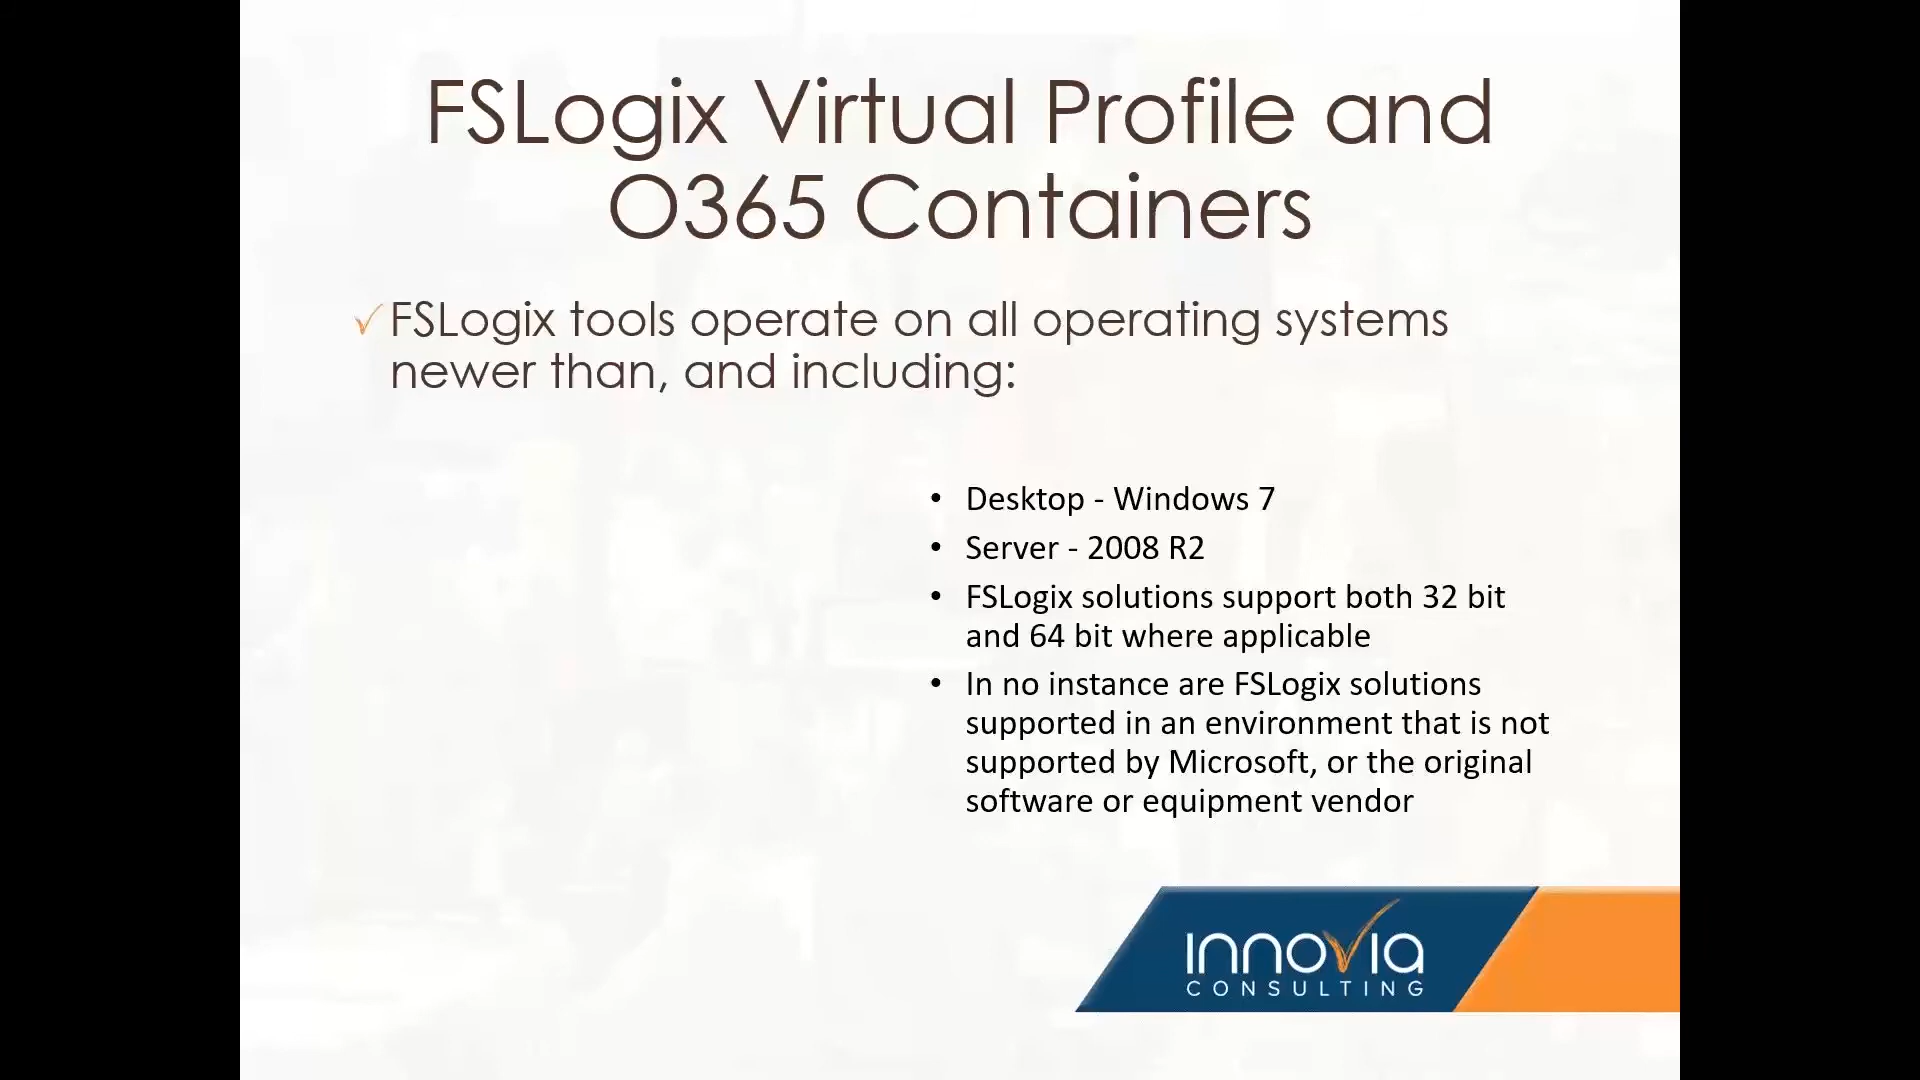 FSLogix Virtual Profile and
O365 Containers
✓FSLogix tools operate on all operating systems
newer than, and including:
• Desktop - Windows 7
• Server - 2008 R2
• FSLogix solutions support both 32 bit
and 64 bit where applicable
• In no instance are FSLogix solutions
supported in an environment that is not
supported by Microsoft, or the original
software or equipment vendor
innovia
CONSULTING